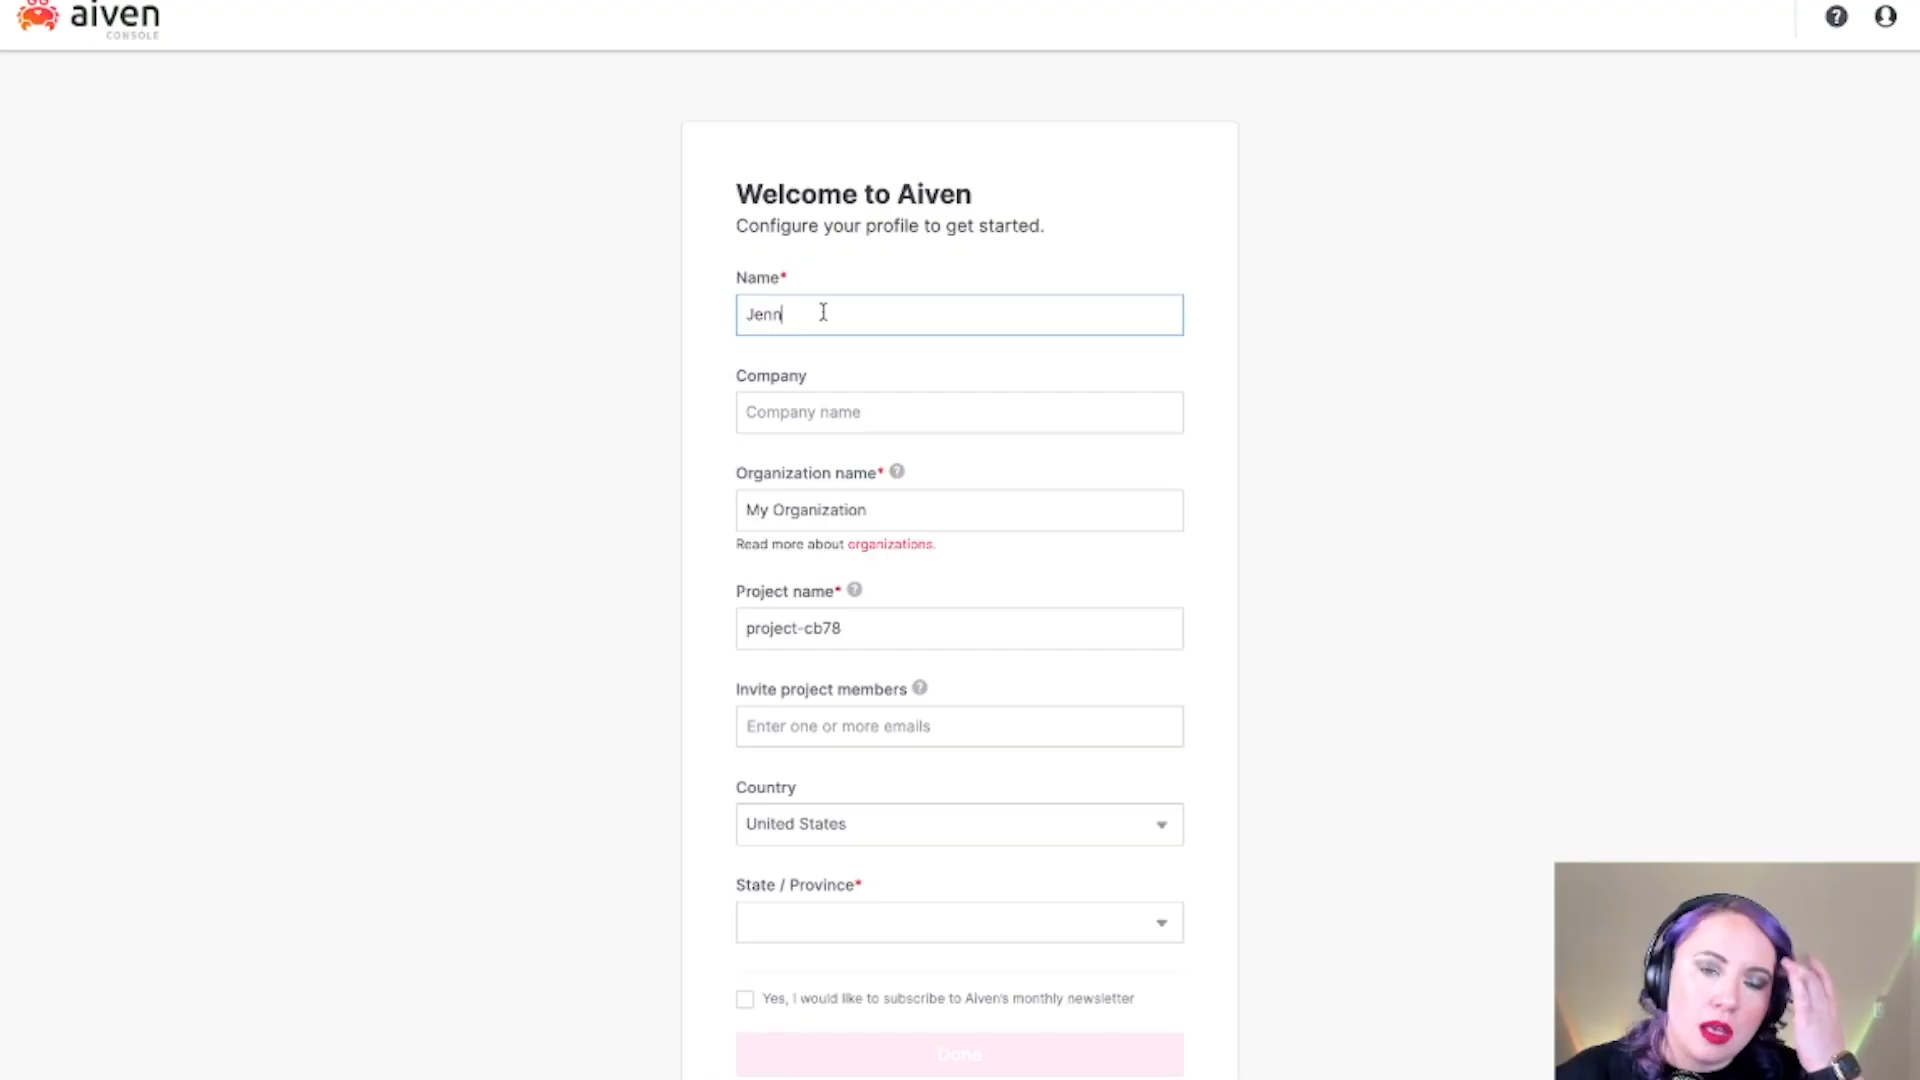 aiven
CONSOLE
Welcome to Aiven
Configure your profile to get started.
Name*
Jenn
Company
Company name
Organization name*
My Organization
Read more about organizations.
Project name*
project-cb78
Invite project members
Enter one or more emails
Country
United States
State / Province*
Yes, I would like to subscribe to Aiven's monthly newsletter
Done